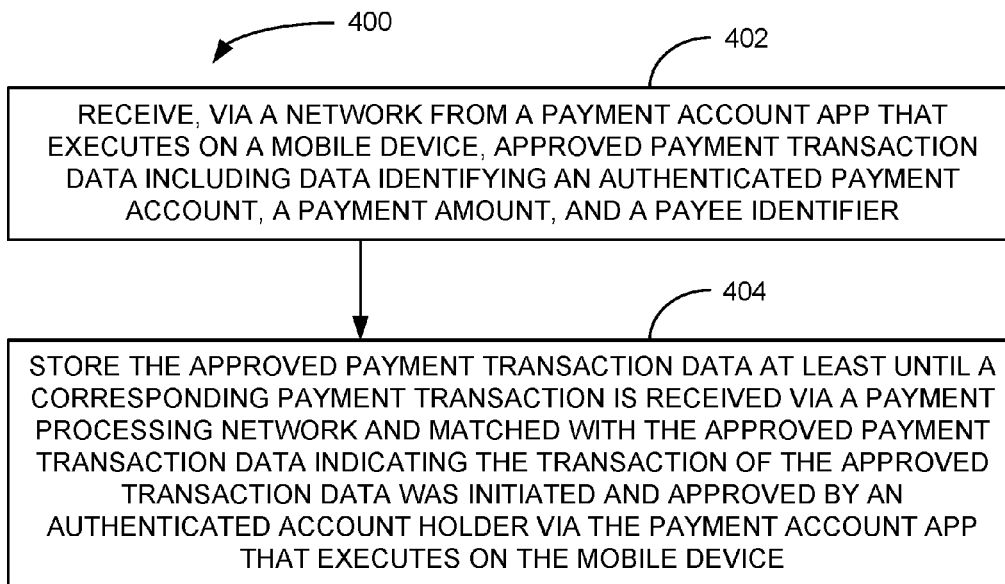 400
402
RECEIVE, VIA A NETWORK FROM A PAYMENT ACCOUNT APP THAT
EXECUTES ON A MOBILE DEVICE, APPROVED PAYMENT TRANSACTION
DATA INCLUDING DATA IDENTIFYING AN AUTHENTICATED PAYMENT
ACCOUNT, A PAYMENT AMOUNT, AND A PAYEE IDENTIFIER
404
STORE THE APPROVED PAYMENT TRANSACTION DATA AT LEAST UNTIL A
CORRESPONDING PAYMENT TRANSACTION IS RECEIVED VIA A PAYMENT
PROCESSING NETWORK AND MATCHED WITH THE APPROVED PAYMENT
TRANSACTION DATA INDICATING THE TRANSACTION OF THE APPROVED
TRANSACTION DATA WAS INITIATED AND APPROVED BY AN
AUTHENTICATED ACCOUNT HOLDER VIA THE PAYMENT ACCOUNT APP
THAT EXECUTES ON THE MOBILE DEVICE